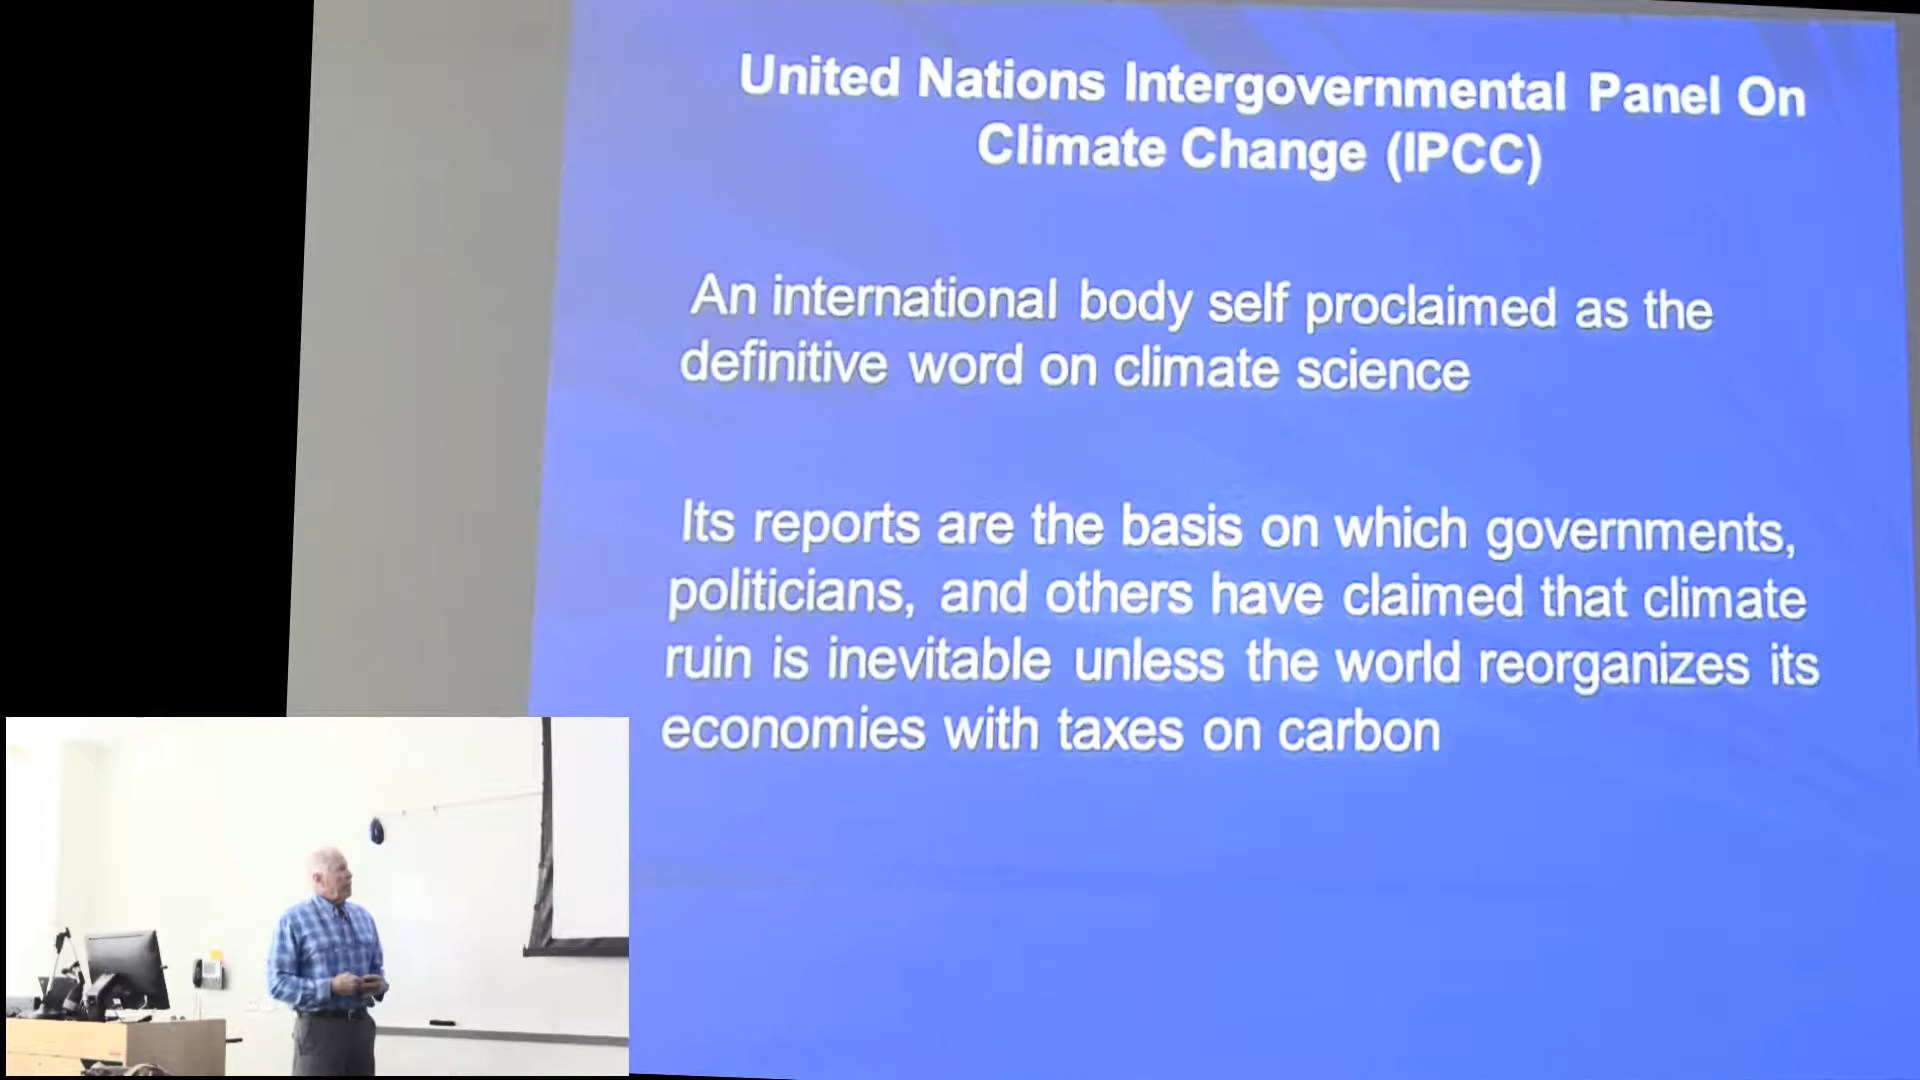 United Nations Intergovernmental Panel On
Climate Change (IPCC)
An international body self proclaimed as the
definitive word on climate science
Its reports are the basis on which governments,
politicians, and others have claimed that climate
ruin is inevitable unless the world reorganizes its
economies with taxes on carbon